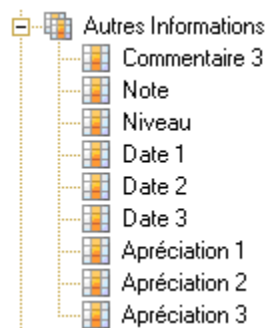 Autres Informations
Commentaire 3
Note
Niveau
Date 1
Date 2
Date 3
Apréciation 1
Apréciation 2
Apréciation 3